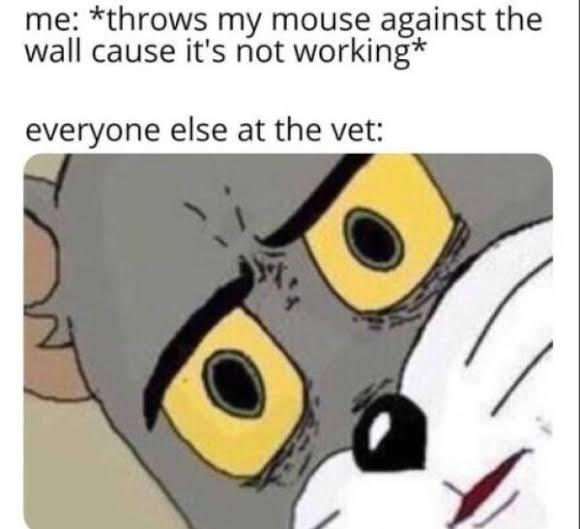 me: *throws my mouse against the
wall cause it's not working*
everyone else at the vet: